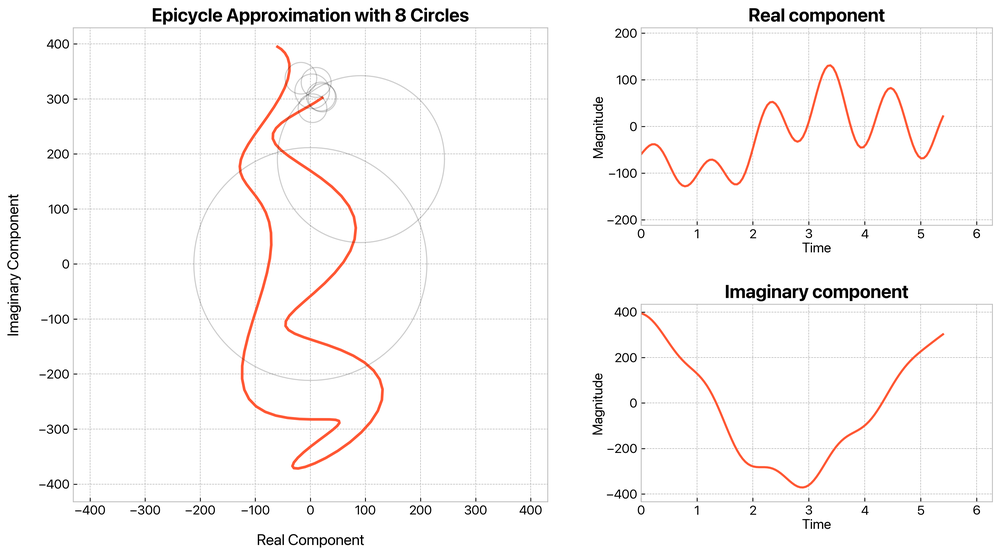 Epicycle Approximation with 8 Circles
400
300
200
100
0
−100
−200
−300
−400
−400 −300 −200 −100 0 100 200 300 400
Imaginary Component
Real Component
Real component
200
100
0
−100
−200
0 1 2 3 4 5 6
Magnitude
Time
Imaginary component
400
200
0
−200
−400
0 1 2 3 4 5 6
Magnitude
Time